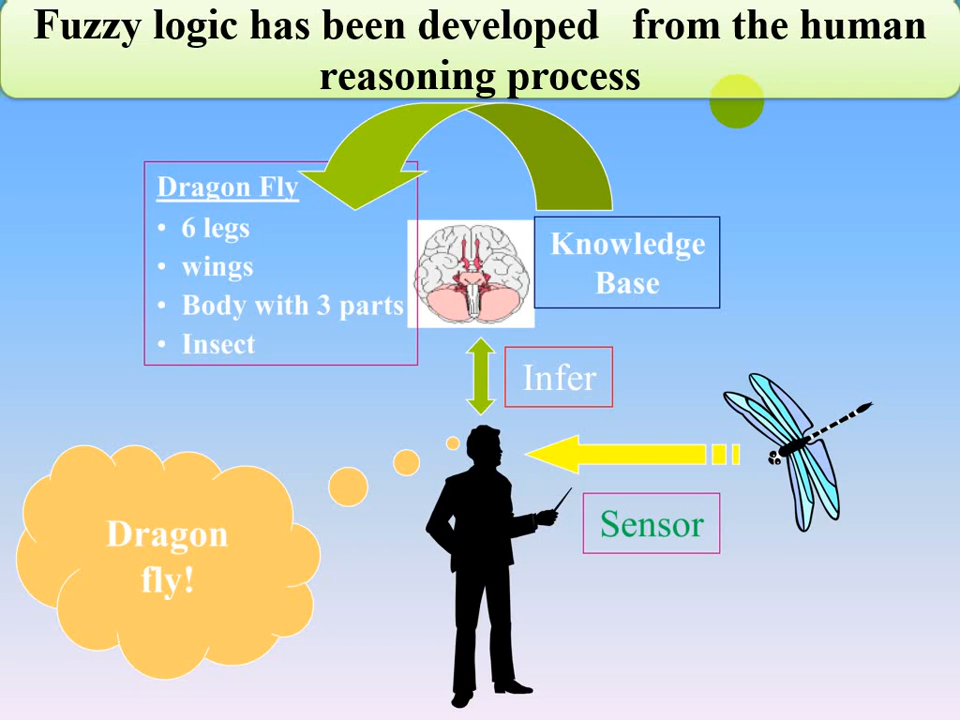 Fuzzy logic has been developed   from the human
reasoning process
Dragon Fly
• 6 legs
• wings
• Body with 3 parts
• Insect
Knowledge
Base
Infer
Sensor
Dragon
fly!